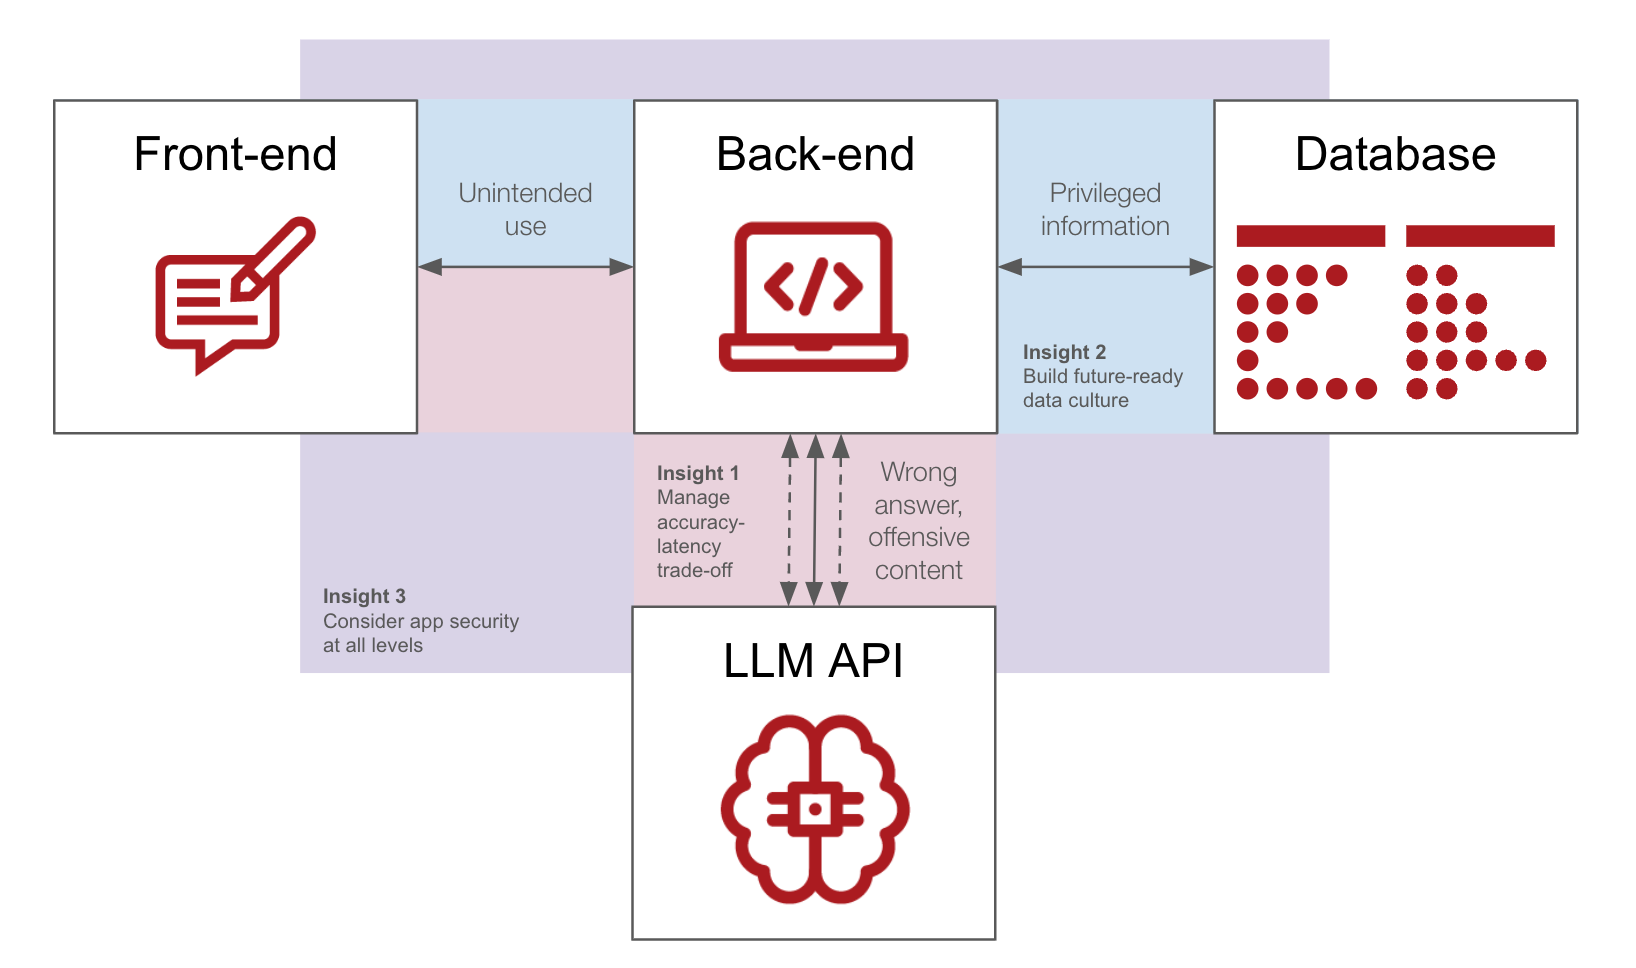 Front-end
Back-end
Database
Unintended
use
Privileged
information
Insight 2
Build future-ready
data culture
Insight 1
Manage
accuracy-
latency
trade-off
Wrong
answer,
offensive
content
Insight 3
Consider app security
at all levels
LLM API